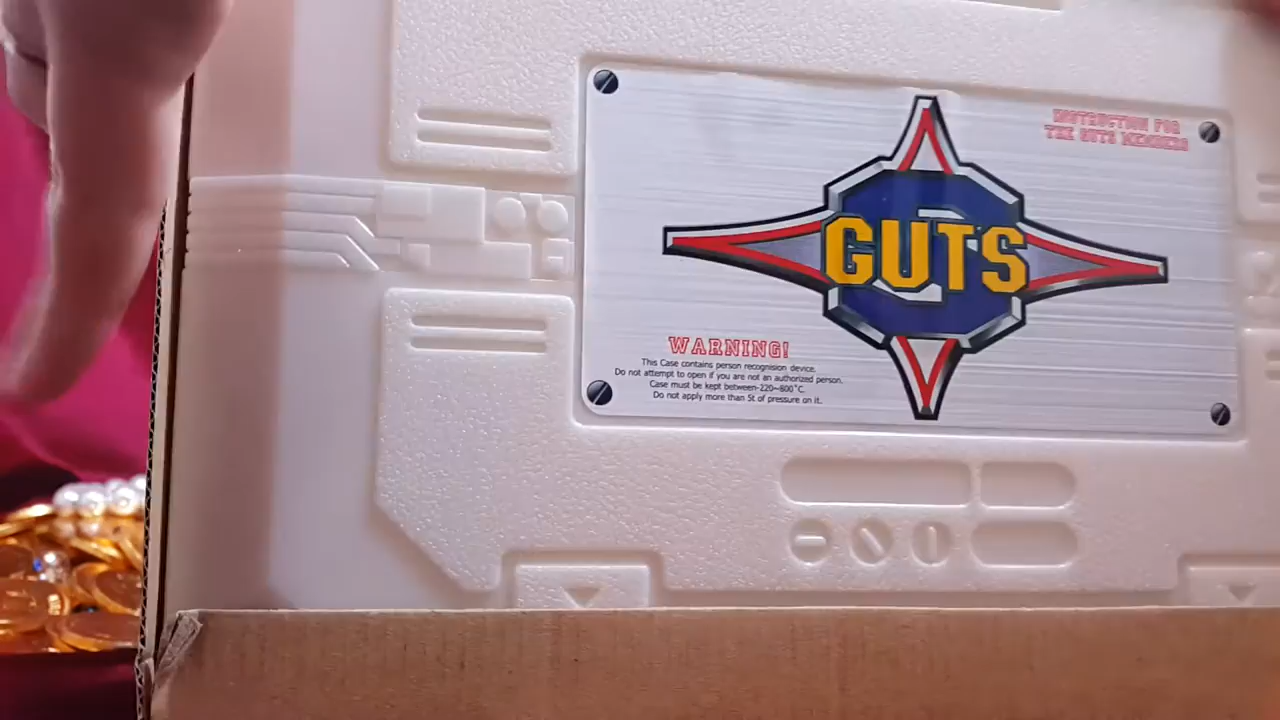 INSTRUCTION FOR
THE GUTS MEMBERS
GUTS
WARNING!
This Case contains person recognision device.
Do not attempt to open if you are not an authorized person.
Case must be kept between-220~800°C.
Do not apply more than 5t of pressure on it.